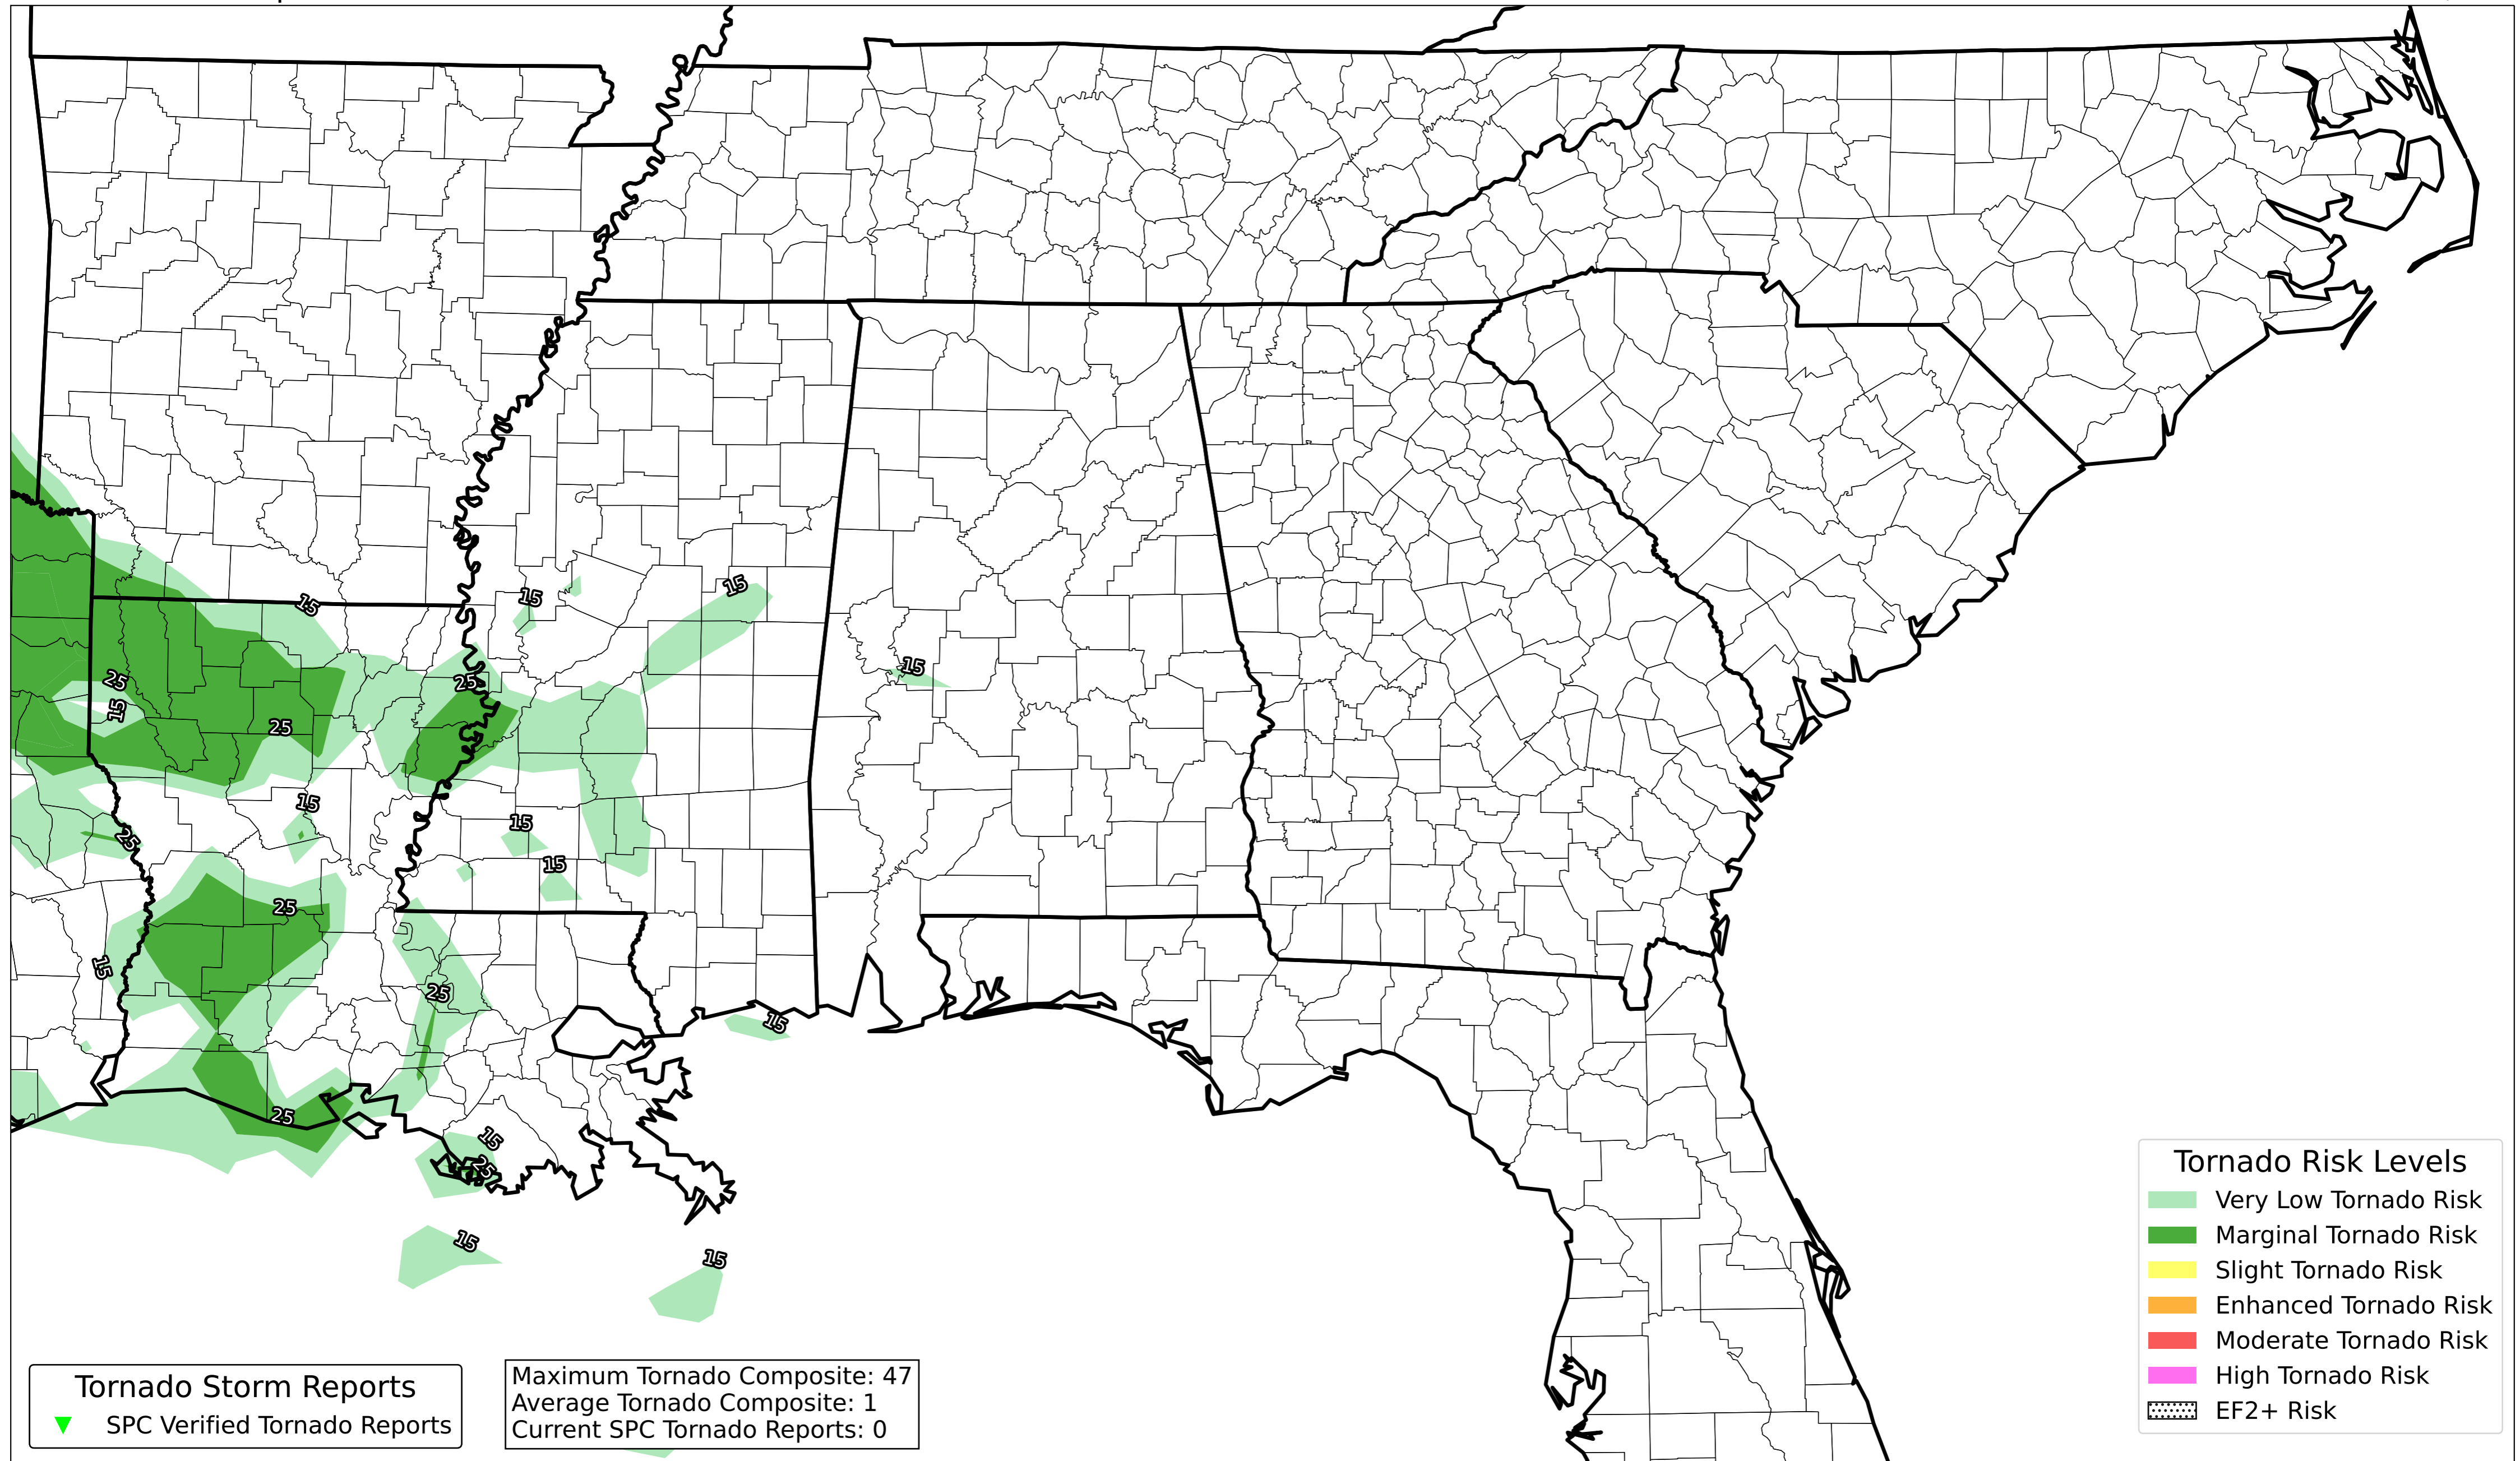 15
15
15
15
25
25
15
25
15
15
25
15
25
15
25
15
25
15
25
15
15
Tornado Risk Levels
Very Low Tornado Risk
Marginal Tornado Risk
Slight Tornado Risk
Enhanced Tornado Risk
Moderate Tornado Risk
High Tornado Risk
EF2+ Risk
Tornado Storm Reports
SPC Verified Tornado Reports
Maximum Tornado Composite: 47
Average Tornado Composite: 1
Current SPC Tornado Reports: 0